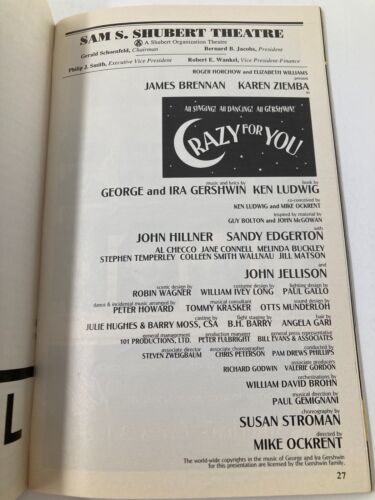 SAM S. SHUBERT THEATRE
A Shubert Organization Theatre
Gerald Schoenfeld, Chairman Bernard B. Jacobs, President
Philip J. Smith, Executive Vice President Robert E. Wankel, Vice President-Finance
ROGER HORCHOW and ELIZABETH WILLIAMS
present
JAMES BRENNAN KAREN ZIEMBA
in
All Singing! All Dancing! All Gershwin!
CRAZY FOR YOU
music and lyrics by book by
GEORGE and IRA GERSHWIN KEN LUDWIG
co-conceived by
KEN LUDWIG and MIKE OCKRENT
inspired by material by
GUY BOLTON and JOHN McGOWAN
with
JOHN HILLNER SANDY EDGERTON
AL CHECCO JANE CONNELL MELINDA BUCKLEY
STEPHEN TEMPERLEY COLLEEN SMITH WALLNAU JILL MATSON
and
JOHN JELLISON
scenic design by costume design by lighting design by
ROBIN WAGNER WILLIAM IVEY LONG PAUL GALLO
dance & incidental music by musical consultant sound design by
PETER HOWARD TOMMY KRASKER OTTS MUNDERLOH
casting by fight staging by hair by
JULIE HUGHES & BARRY MOSS, CSA B.H. BARRY ANGELA GARI
general management production manager general press representative
101 PRODUCTIONS, LTD. PETER FULBRIGHT BILL EVANS & ASSOCIATES
associate director associate choreographer conducted by
STEVEN ZWEIGBAUM CHRIS PETERSON PAM DREWS PHILLIPS
associate producers
RICHARD GODWIN VALERIE GORDON
orchestrations by
WILLIAM DAVID BROHN
musical direction by
PAUL GEMIGNANI
choreography by
SUSAN STROMAN
directed by
MIKE OCKRENT
The world-wide copyrights in the music of George and Ira Gershwin
for this presentation are licensed by the Gershwin family.
27
L